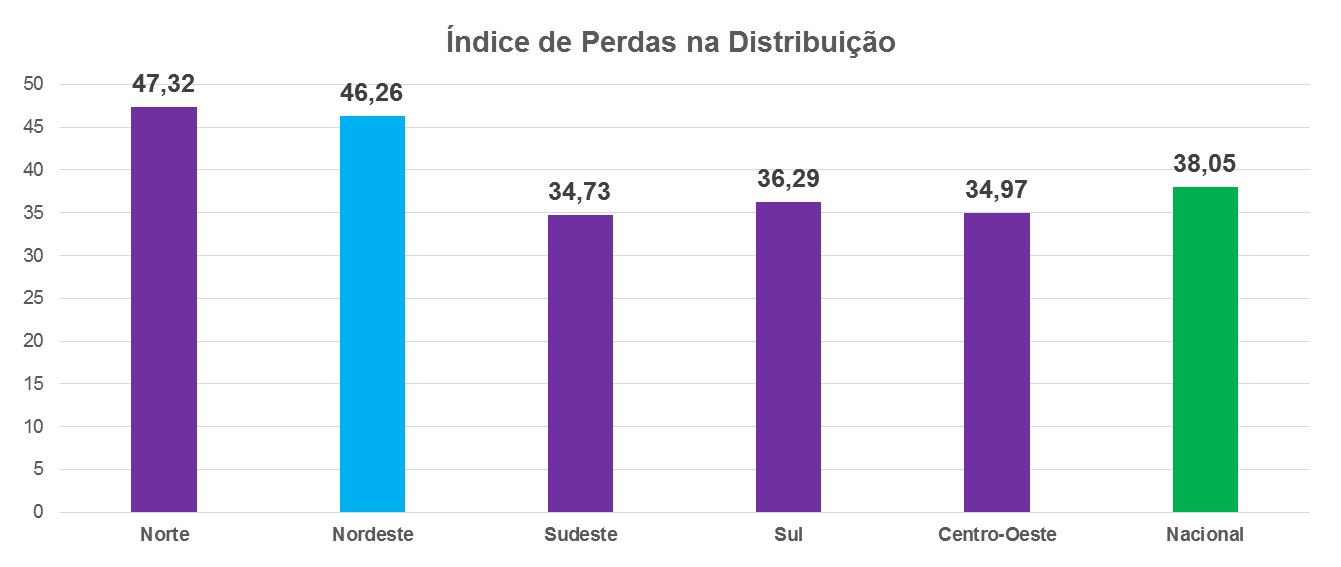 Índice de Perdas na Distribuição
50
45
40
35
30
25
20
15
10
5
0
47,32
46,26
34,73
36,29
34,97
38,05
Norte
Nordeste
Sudeste
Sul
Centro-Oeste
Nacional